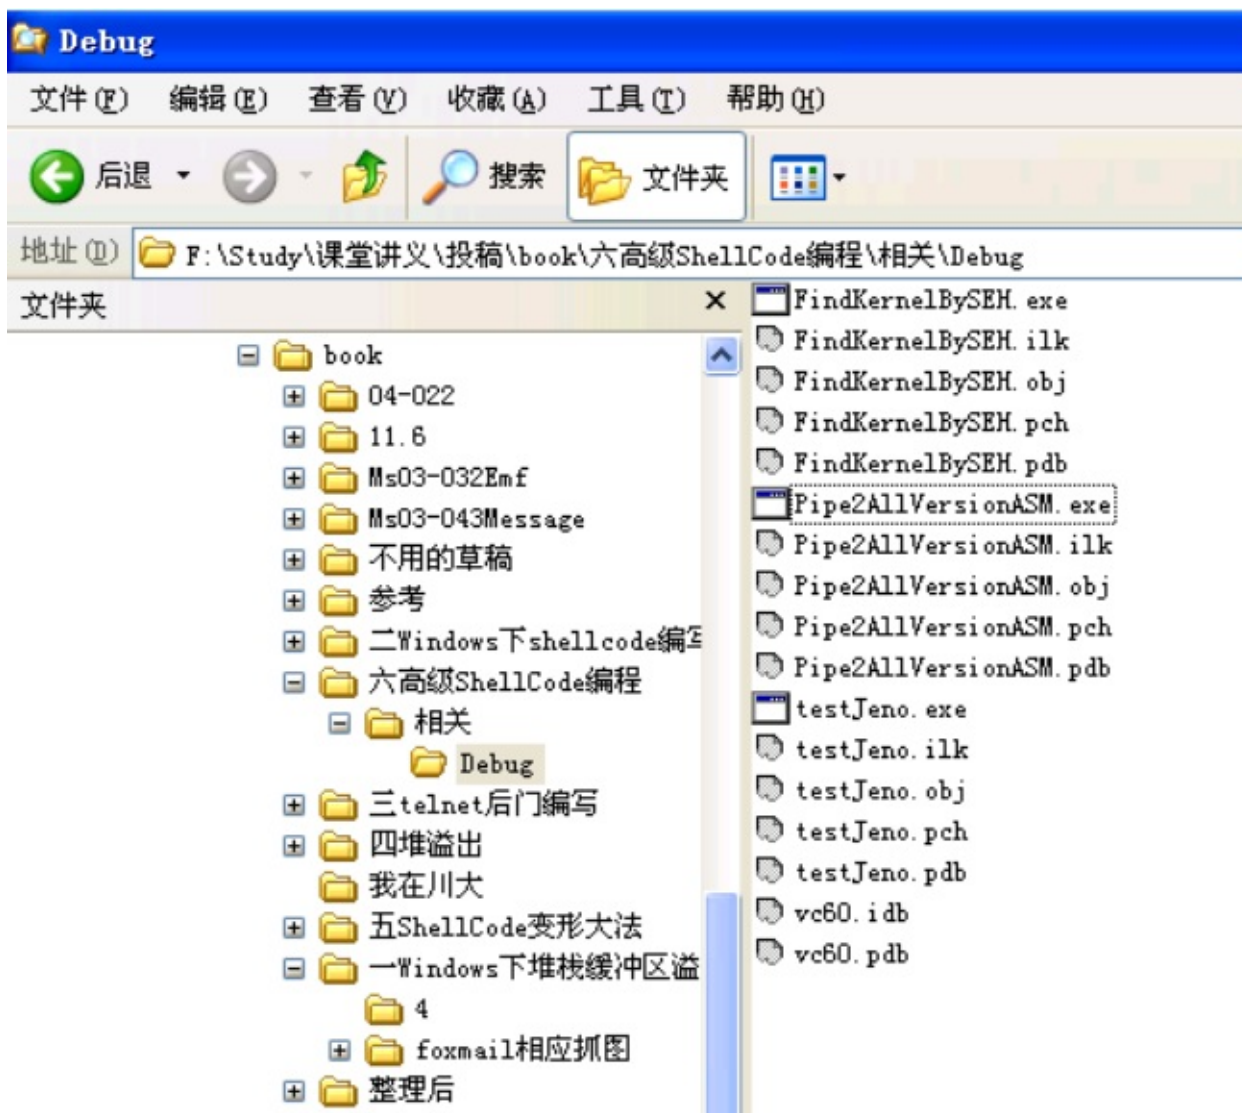 Debug
文件(F) 编辑(E) 查看(V) 收藏(A) 工具(T) 帮助(H)
后退 搜索 文件夹
地址(D) F:\Study\课堂讲义\投稿\book\六高级ShellCode编程\相关\Debug
文件夹
book
04-022
11.6
Ms03-032Emf
Ms03-043Message
不用的草稿
参考
二Windows下shellcode编写
六高级ShellCode编程
相关
Debug
三telnet后门编写
四堆溢出
我在川大
五ShellCode变形大法
一Windows下堆栈缓冲区溢
4
foxmail相应抓图
整理后
FindKernelBySEH.exe
FindKernelBySEH.ilk
FindKernelBySEH.obj
FindKernelBySEH.pch
FindKernelBySEH.pdb
Pipe2AllVersionASM.exe
Pipe2AllVersionASM.ilk
Pipe2AllVersionASM.obj
Pipe2AllVersionASM.pch
Pipe2AllVersionASM.pdb
testJeno.exe
testJeno.ilk
testJeno.obj
testJeno.pch
testJeno.pdb
vc60.idb
vc60.pdb